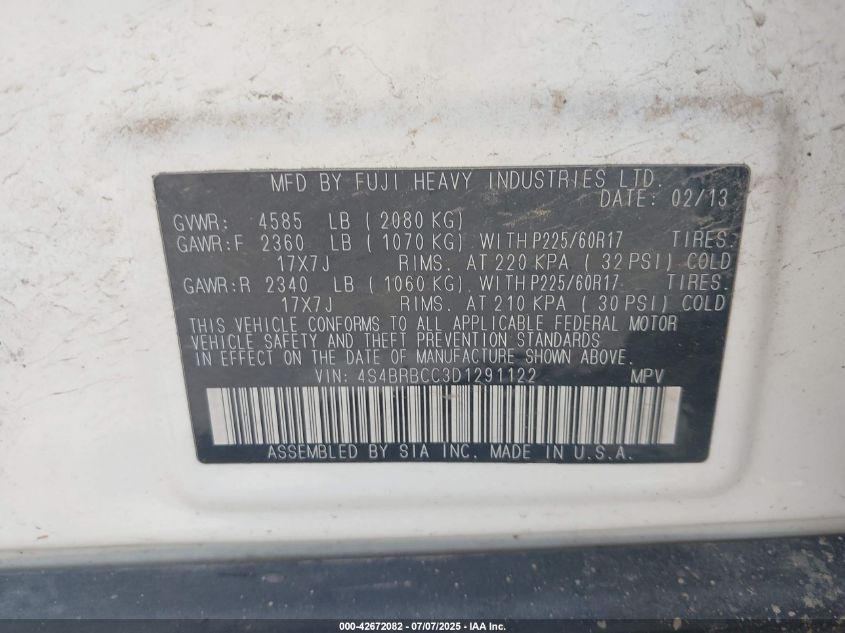 MFD BY FUJI HEAVY INDUSTRIES LTD.
DATE: 02/13
GVWR: 4585 LB ( 2080 KG)
GAWR:F 2360 LB ( 1070 KG) WITH P225/60R17 TIRES.
17X7J RIMS. AT 220 KPA ( 32 PSI) COLD
GAWR:R 2340 LB ( 1060 KG) WITH P225/60R17 TIRES.
17X7J RIMS. AT 210 KPA ( 30 PSI) COLD
THIS VEHICLE CONFORMS TO ALL APPLICABLE FEDERAL MOTOR
VEHICLE SAFETY AND THEFT PREVENTION STANDARDS
IN EFFECT ON THE DATE OF MANUFACTURE SHOWN ABOVE.
VIN: 4S4BRBCC3D1291122 MPV
ASSEMBLED BY SIA INC. MADE IN U.S.A.
000-42672082 - 07/07/2025 - IAA Inc.